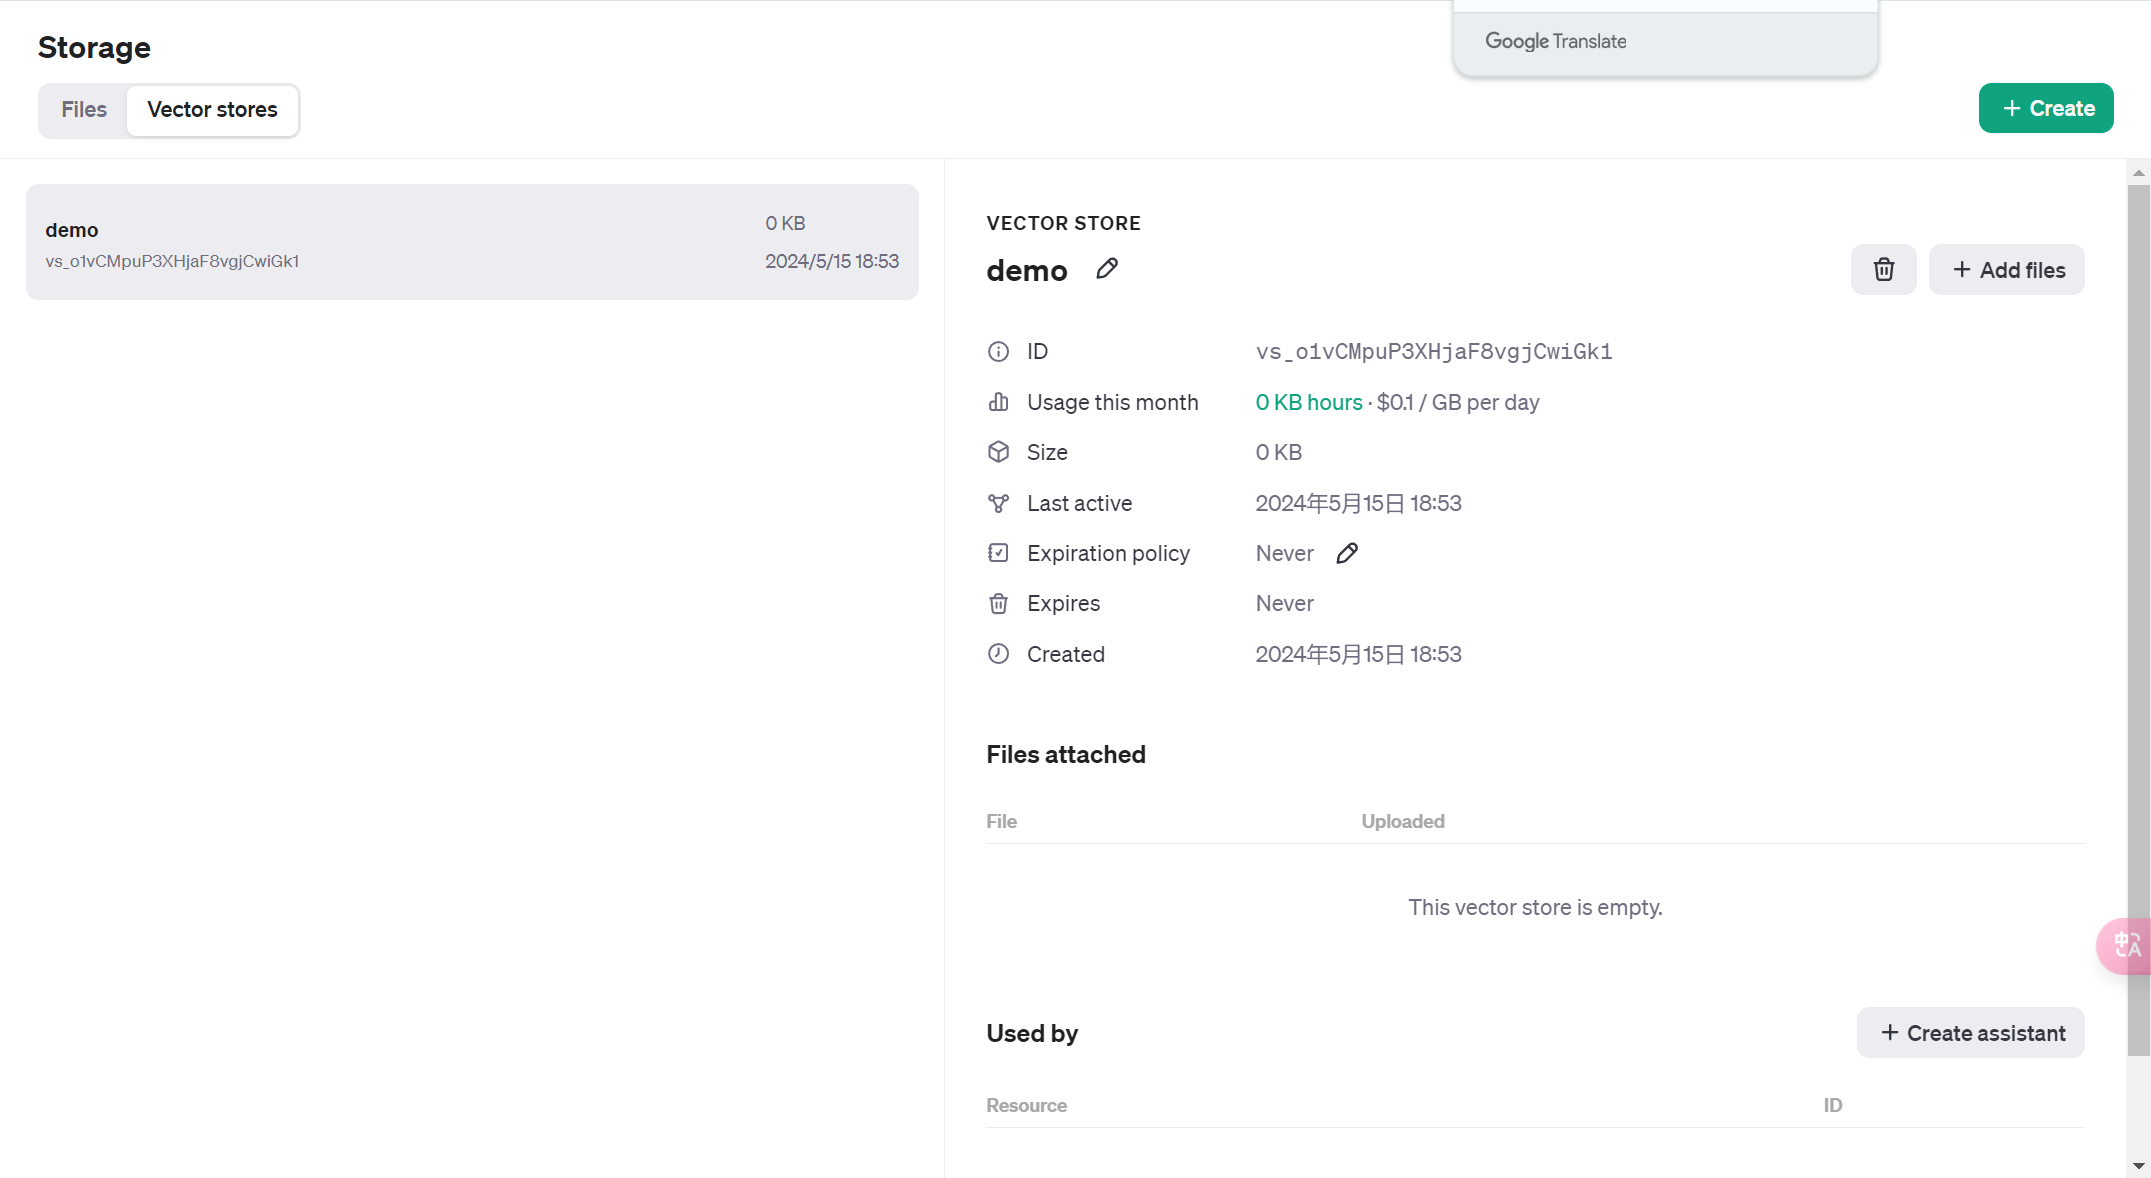 Google Translate
Storage
Files
Vector stores
+ Create
demo
0 KB
vs_o1vCMpuP3XHjaF8vgjCwiGk1
2024/5/15 18:53
VECTOR STORE
demo
+ Add files
ID
vs_o1vCMpuP3XHjaF8vgjCwiGk1
Usage this month
0 KB hours · $0.1 / GB per day
Size
0 KB
Last active
2024年5月15日 18:53
Expiration policy
Never
Expires
Never
Created
2024年5月15日 18:53
Files attached
File
Uploaded
This vector store is empty.
中A
Used by
+ Create assistant
Resource
ID